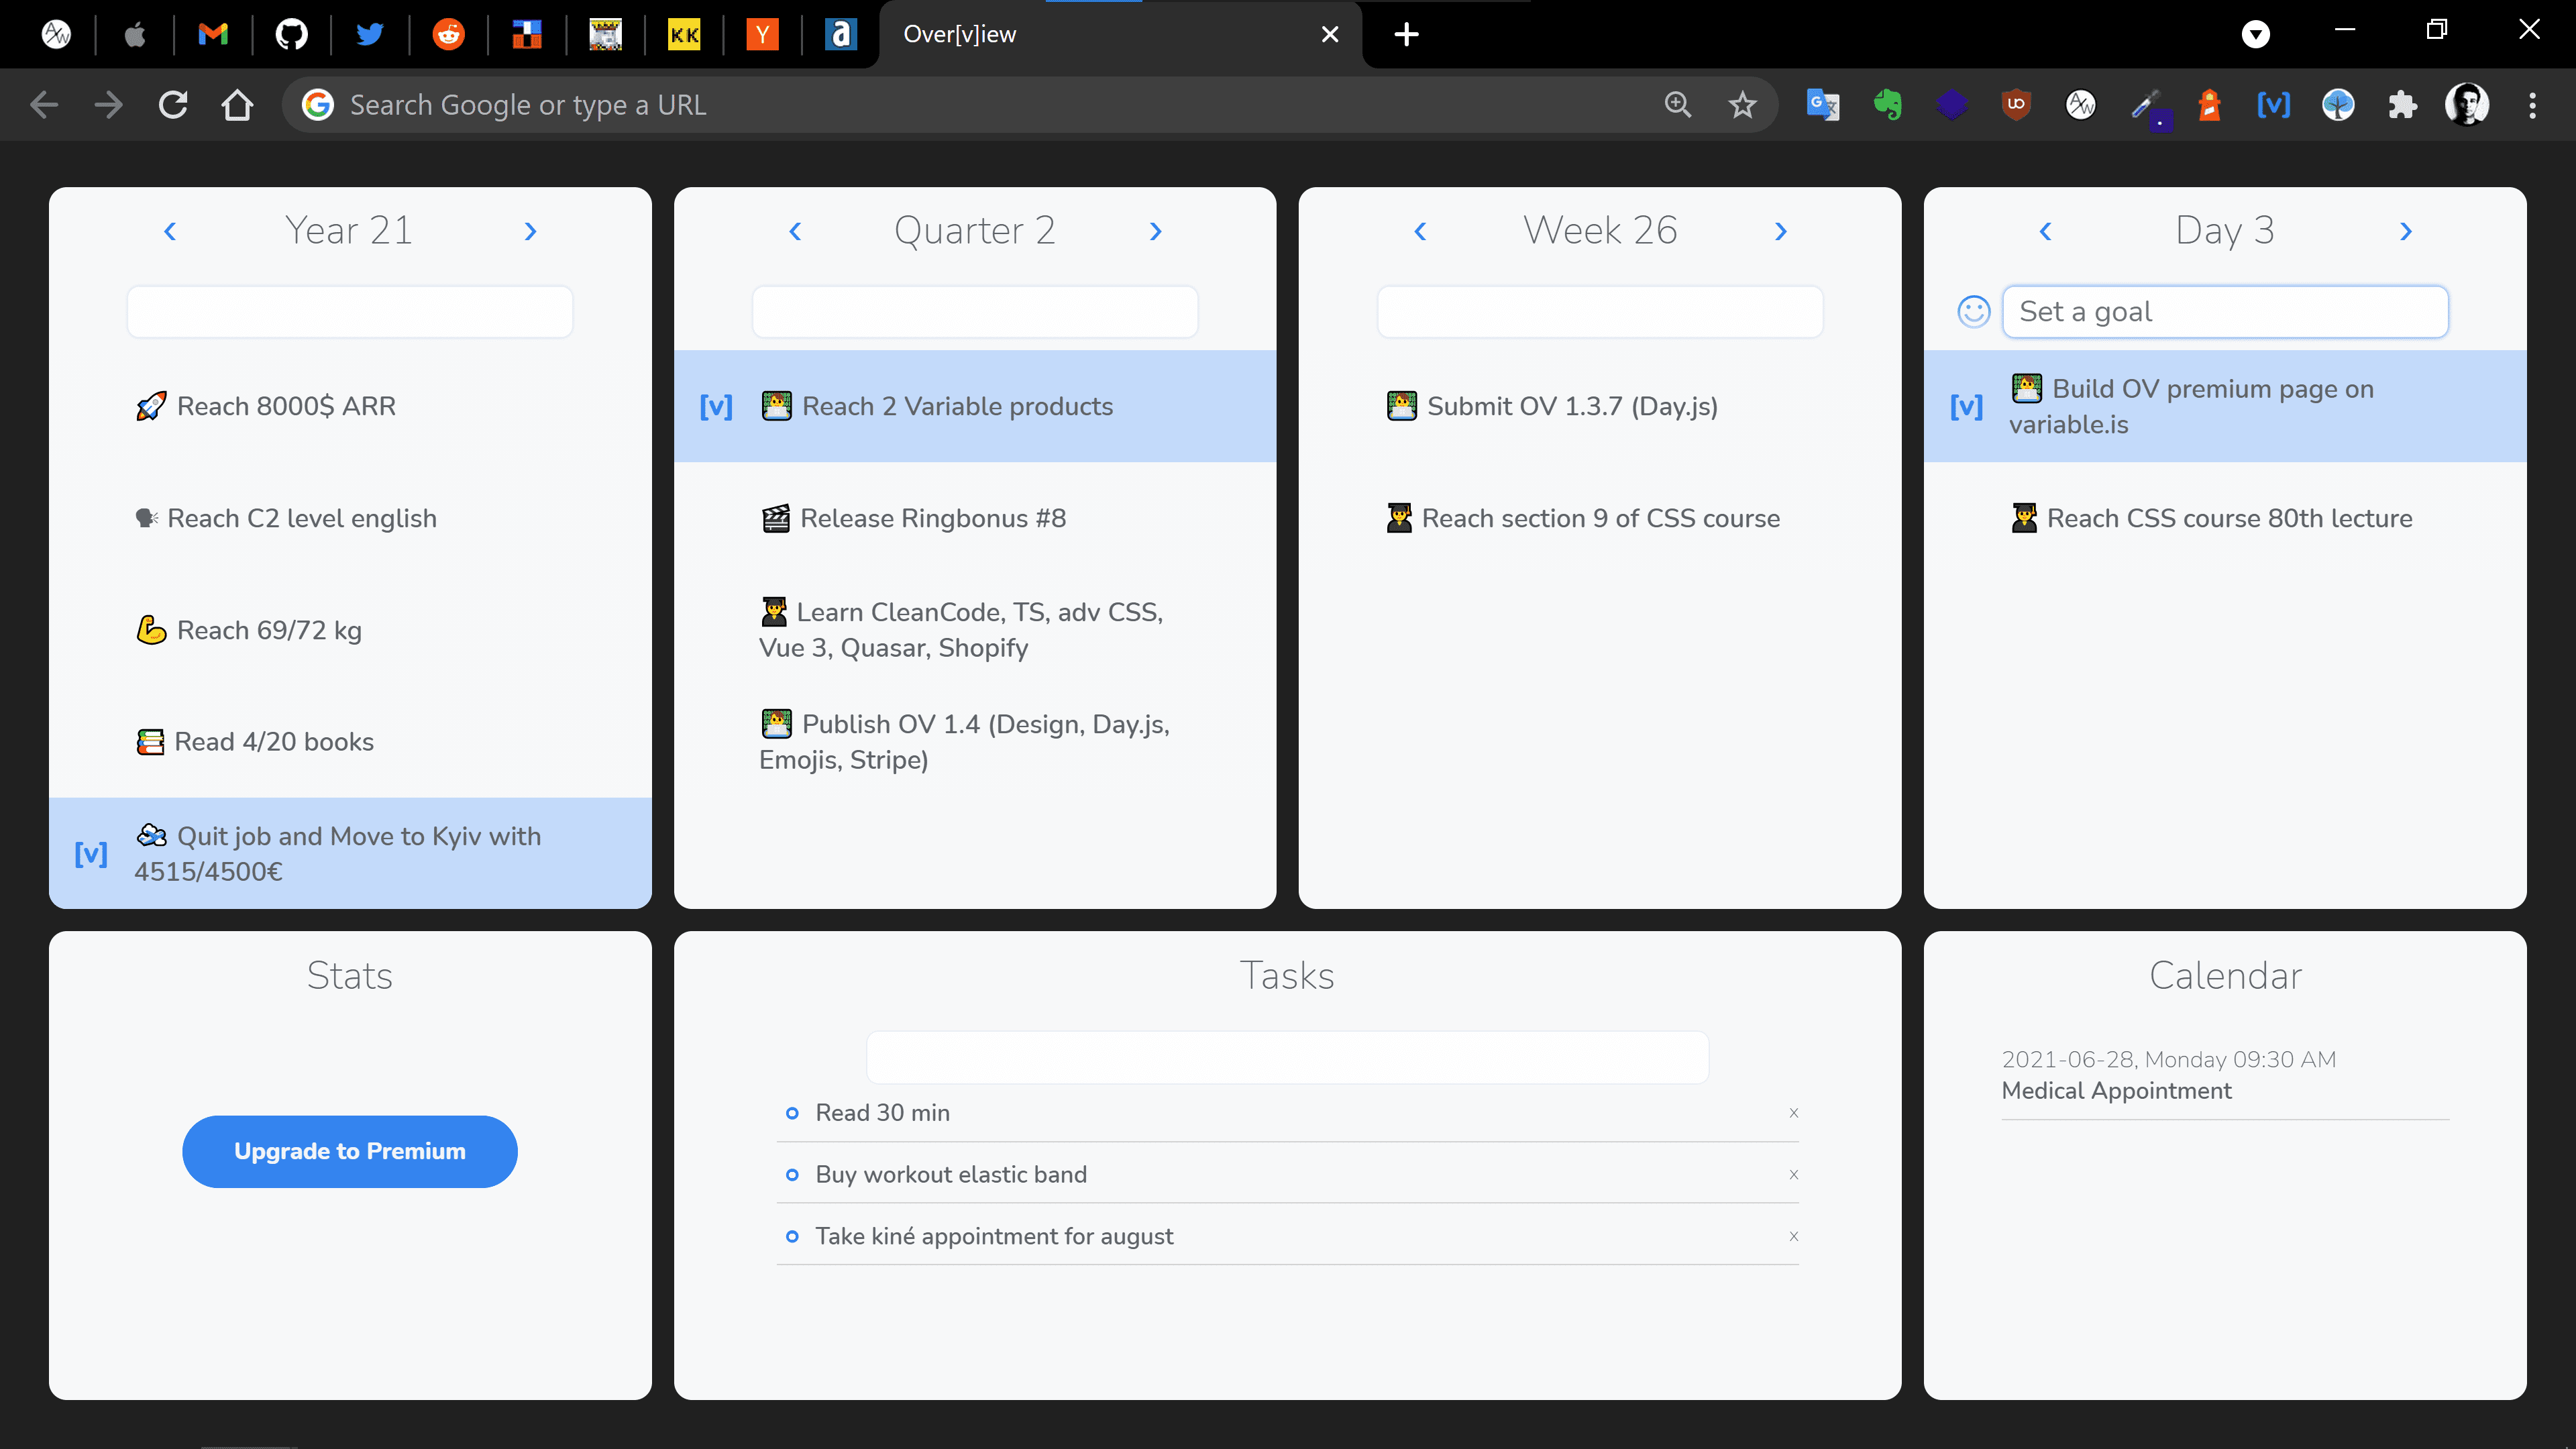 KK
Y
a
Over[v]iew
Search Google or type a URL
[v]
‹ Year 21 ›
🚀 Reach 8000$ ARR
🗣 Reach C2 level english
💪 Reach 69/72 kg
📚 Read 4/20 books
[v] 🌬 Quit job and Move to Kyiv with
4515/4500€
‹ Quarter 2 ›
[v] 👨‍💻 Reach 2 Variable products
🎬 Release Ringbonus #8
👨‍🎓 Learn CleanCode, TS, adv CSS,
Vue 3, Quasar, Shopify
👨‍💻 Publish OV 1.4 (Design, Day.js,
Emojis, Stripe)
‹ Week 26 ›
👨‍💻 Submit OV 1.3.7 (Day.js)
👨‍🎓 Reach section 9 of CSS course
‹ Day 3 ›
Set a goal
[v] 👨‍💻 Build OV premium page on
variable.is
👨‍🎓 Reach CSS course 80th lecture
Stats
Upgrade to Premium
Tasks
Read 30 min x
Buy workout elastic band x
Take kiné appointment for august x
Calendar
2021-06-28, Monday 09:30 AM
Medical Appointment